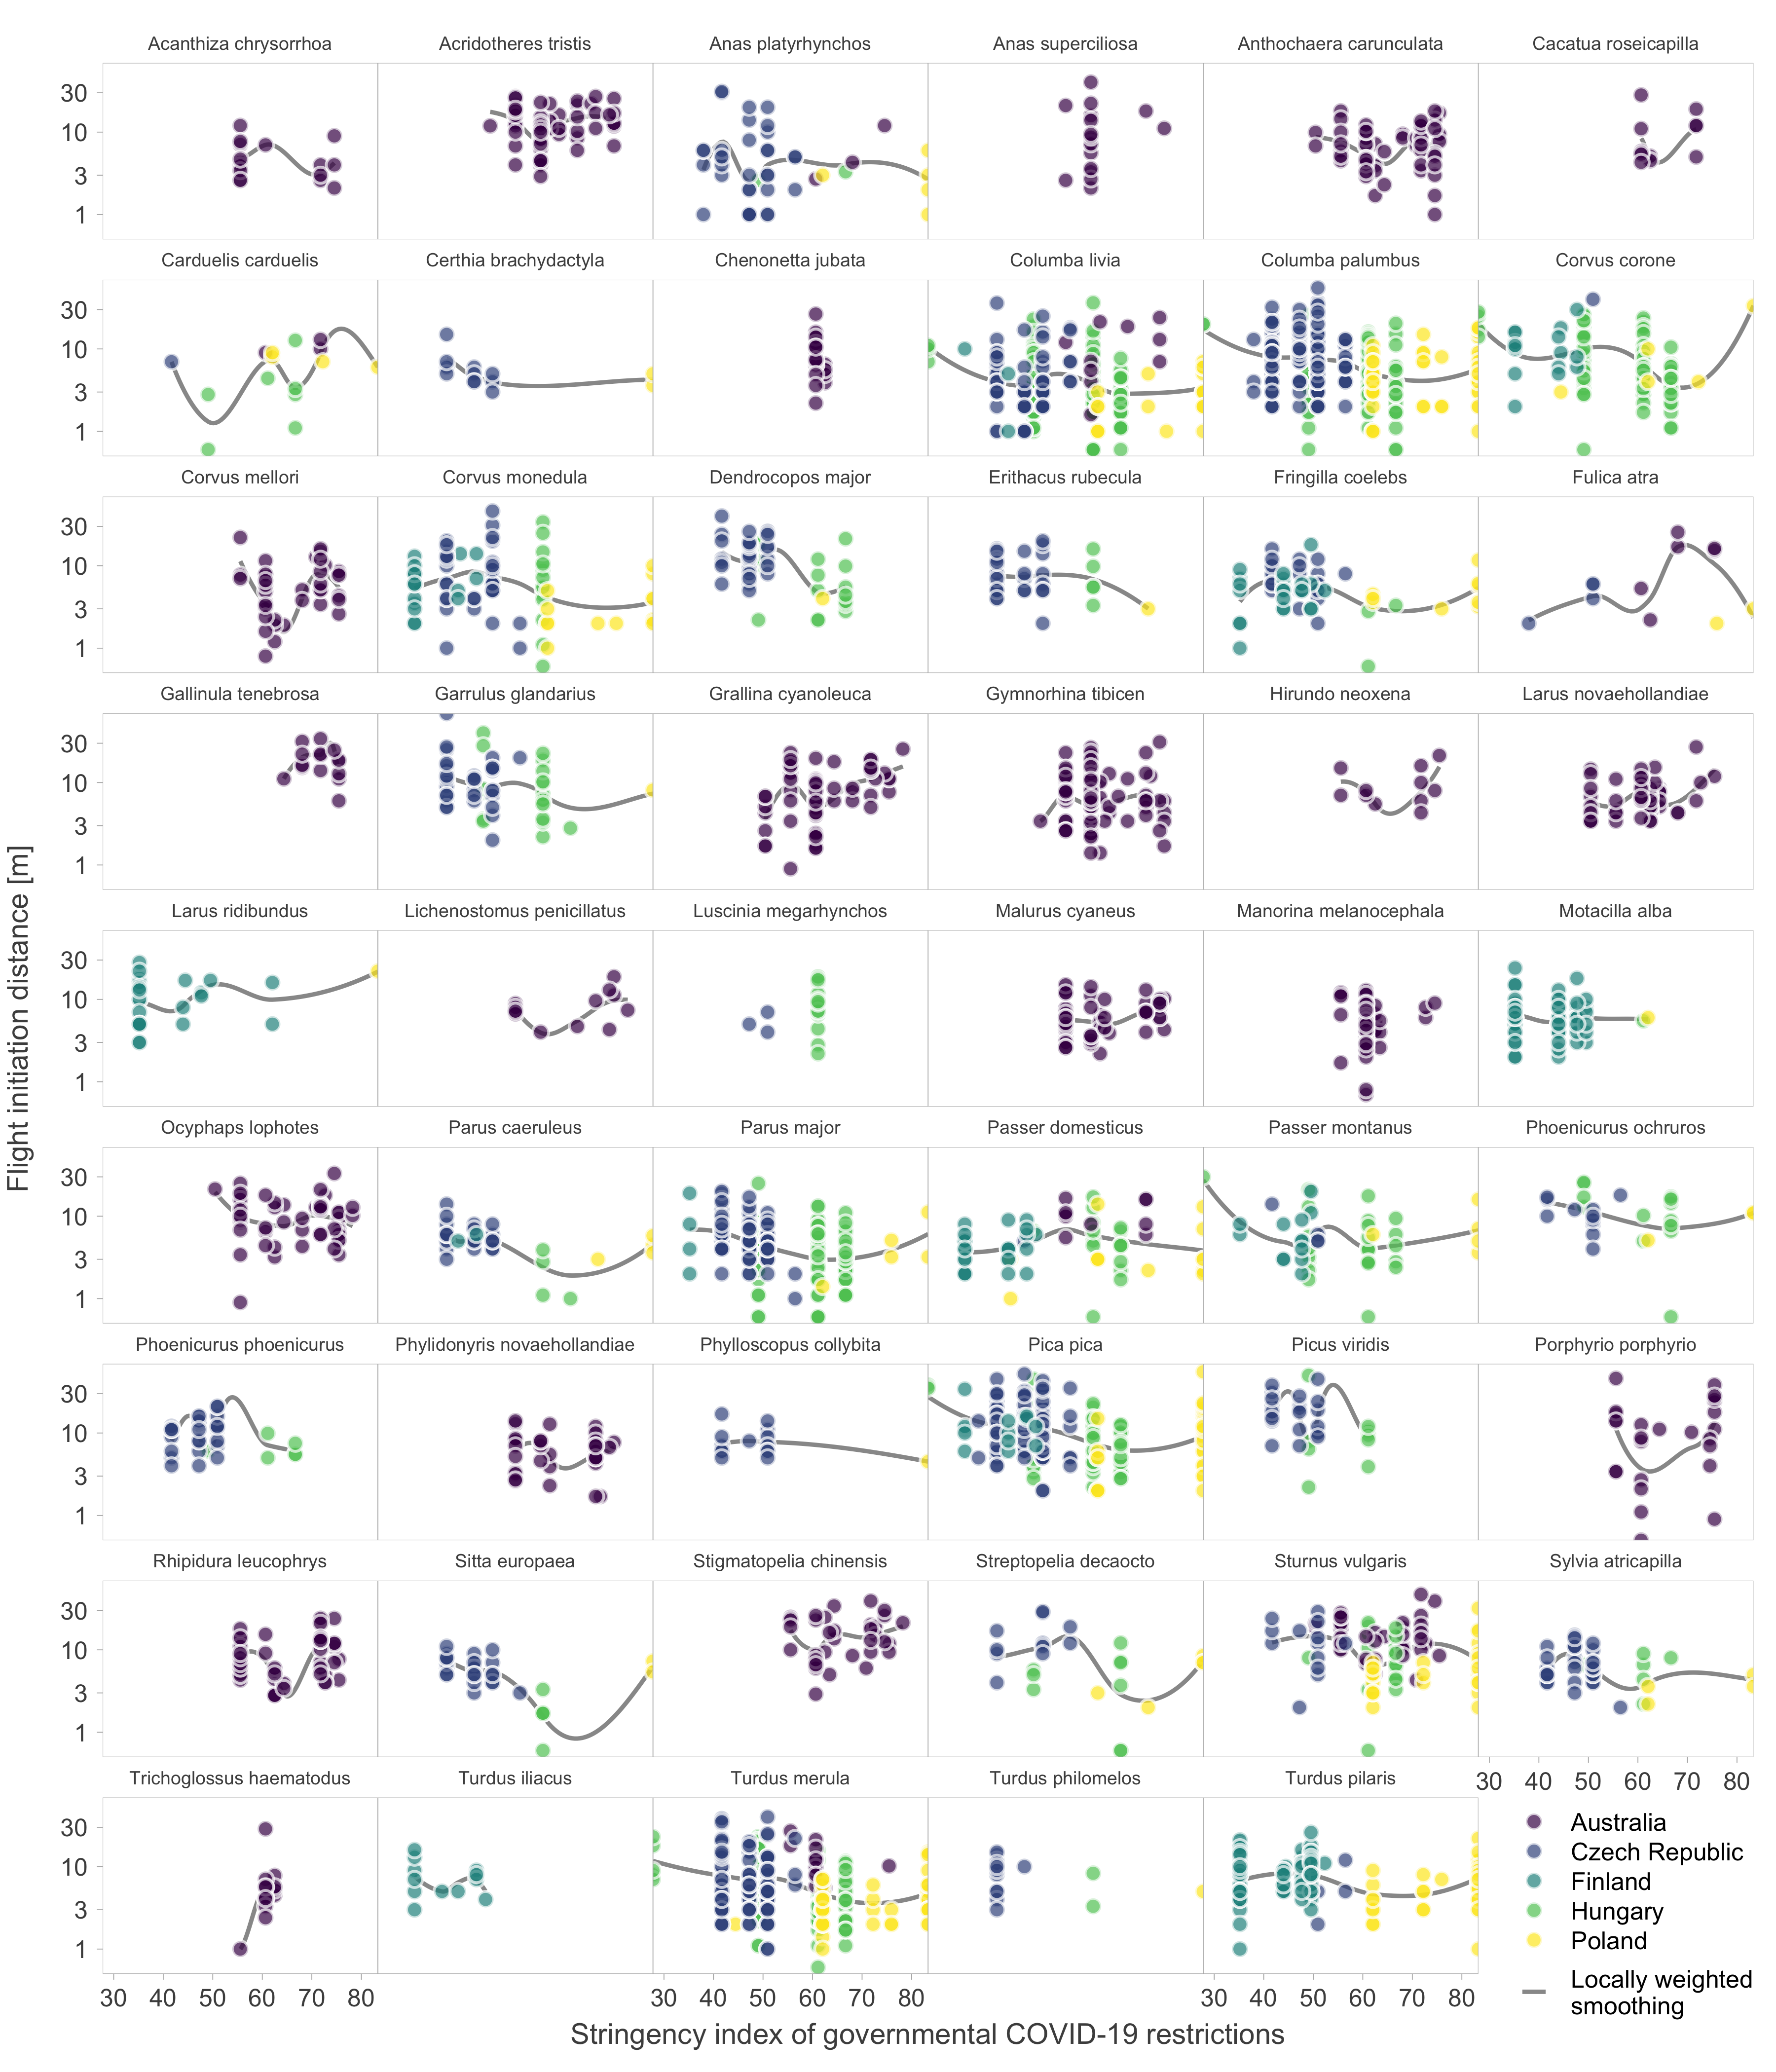 Acanthiza chrysorrhoa Acridotheres tristis Anas platyrhynchos Anas superciliosa Anthochaera carunculata Cacatua roseicapilla
30
10
3
1
Carduelis carduelis Certhia brachydactyla Chenonetta jubata Columba livia Columba palumbus Corvus corone
30
10
3
1
Corvus mellori Corvus monedula Dendrocopos major Erithacus rubecula Fringilla coelebs Fulica atra
30
10
3
1
Gallinula tenebrosa Garrulus glandarius Grallina cyanoleuca Gymnorhina tibicen Hirundo neoxena Larus novaehollandiae
30
10
3
1
Flight initiation distance [m]
Larus ridibundus Lichenostomus penicillatus Luscinia megarhynchos Malurus cyaneus Manorina melanocephala Motacilla alba
30
10
3
1
Ocyphaps lophotes Parus caeruleus Parus major Passer domesticus Passer montanus Phoenicurus ochruros
30
10
3
1
Phoenicurus phoenicurus Phylidonyris novaehollandiae Phylloscopus collybita Pica pica Picus viridis Porphyrio porphyrio
30
10
3
1
Rhipidura leucophrys Sitta europaea Stigmatopelia chinensis Streptopelia decaocto Sturnus vulgaris Sylvia atricapilla
30
10
3
1
30 40 50 60 70 80
Trichoglossus haematodus Turdus iliacus Turdus merula Turdus philomelos Turdus pilaris
30
10
3
1
30 40 50 60 70 80 30 40 50 60 70 80 30 40 50 60 70 80
Australia
Czech Republic
Finland
Hungary
Poland
Locally weighted
smoothing
Stringency index of governmental COVID-19 restrictions